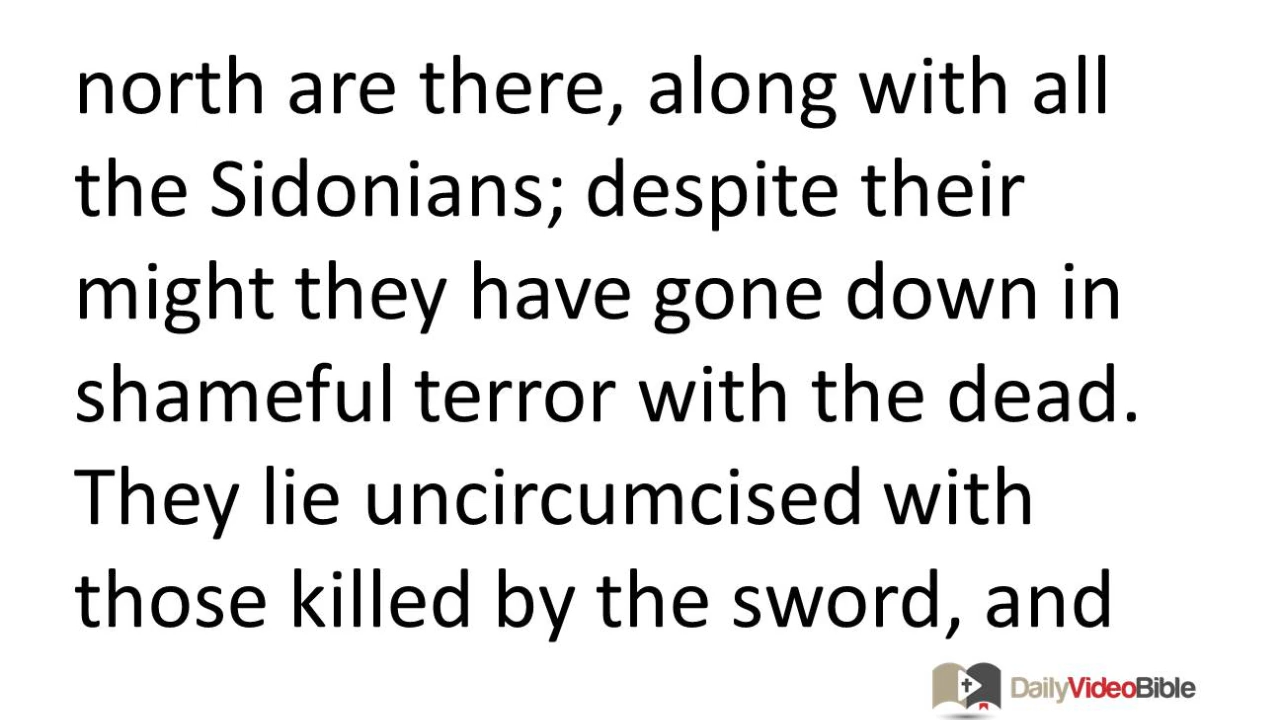 north are there, along with all
the Sidonians; despite their
might they have gone down in
shameful terror with the dead.
They lie uncircumcised with
those killed by the sword, and
DailyVideoBible